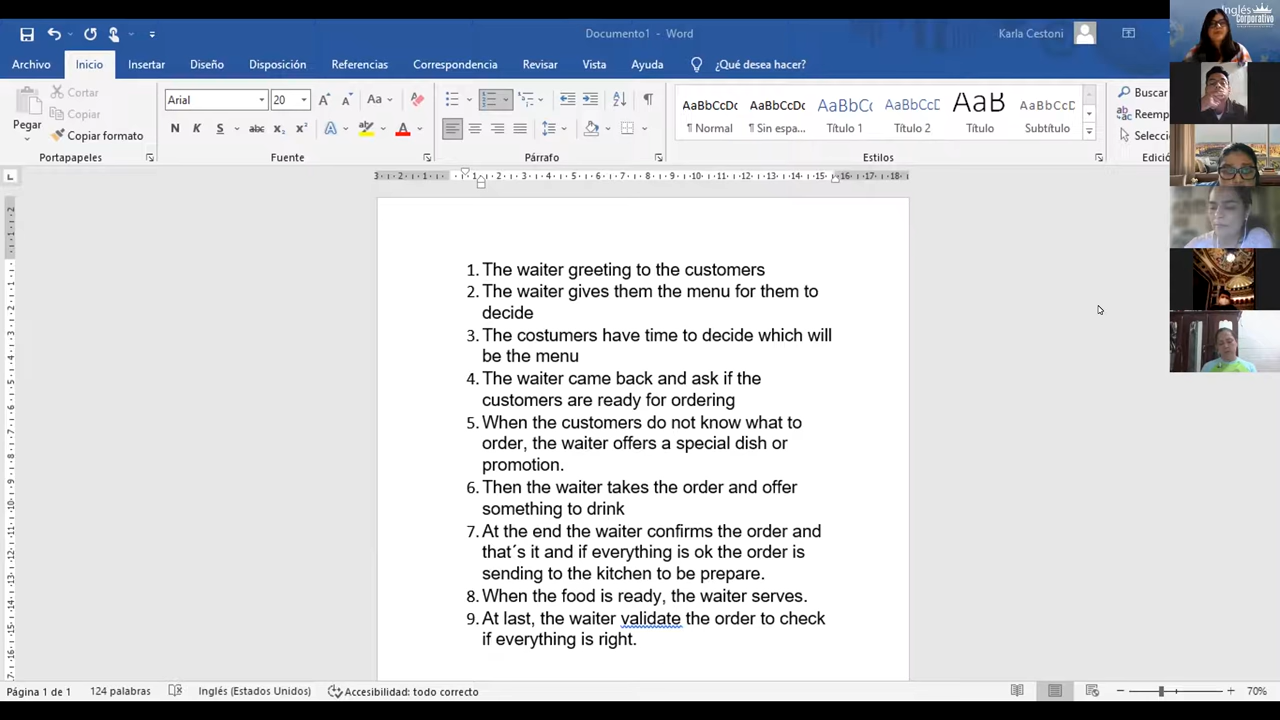 Documento1 - Word
Karla Cestoni
Inglés
Corporativo
Archivo Inicio Insertar Diseño Disposición Referencias Correspondencia Revisar Vista Ayuda ¿Qué desea hacer?
Pegar
Cortar
Copiar
Copiar formato
Portapapeles
Arial 20
N K S abc x₂ x²
Fuente
Párrafo
AaBbCcDc AaBbCcDc AaBbCc AaBbCcD AaB AaBbCcD
¶ Normal ¶ Sin espa... Título 1 Título 2 Título Subtítulo
Estilos
Buscar
Reemp
Selecci
Edició
1. The waiter greeting to the customers
2. The waiter gives them the menu for them to
decide
3. The costumers have time to decide which will
be the menu
4. The waiter came back and ask if the
customers are ready for ordering
5. When the customers do not know what to
order, the waiter offers a special dish or
promotion.
6. Then the waiter takes the order and offer
something to drink
7. At the end the waiter confirms the order and
that´s it and if everything is ok the order is
sending to the kitchen to be prepare.
8. When the food is ready, the waiter serves.
9. At last, the waiter validate the order to check
if everything is right.
Página 1 de 1 124 palabras Inglés (Estados Unidos) Accesibilidad: todo correcto 70%